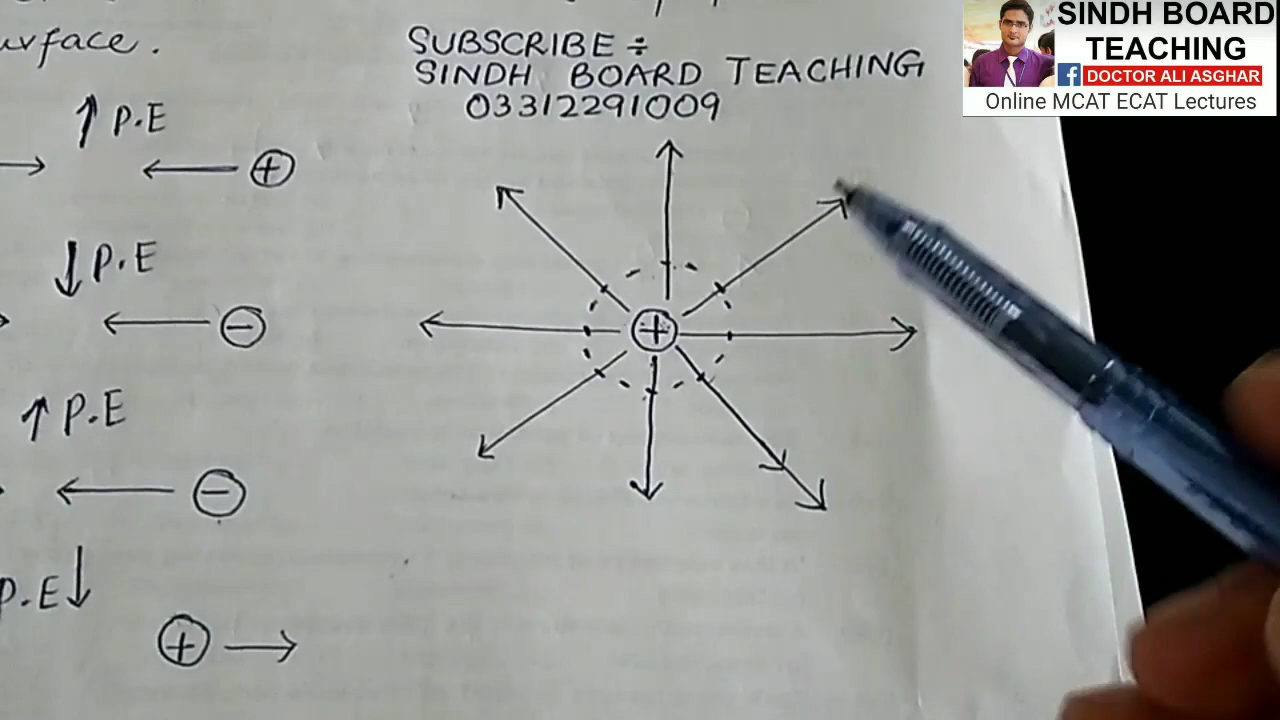 urface.
SUBSCRIBE ÷
SINDH BOARD TEACHING
03312291009
SINDH BOARD
TEACHING
f DOCTOR ALI ASGHAR
Online MCAT ECAT Lectures
↑ P.E
+
↓ P.E
−
↑ P.E
−
P.E ↓
+
+